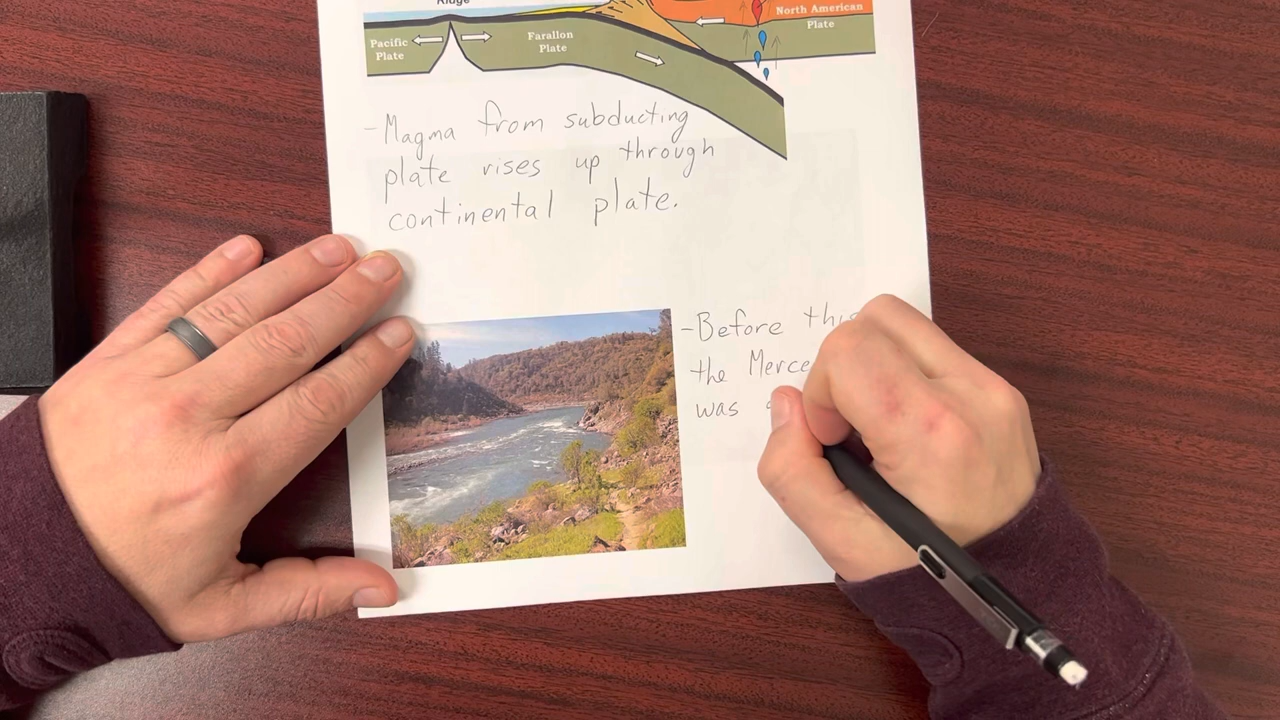 Ridge
Pacific
Plate
Farallon
Plate
North American
Plate
-Magma from subducting
plate rises up through
continental plate.
-Before this
the Merce
was